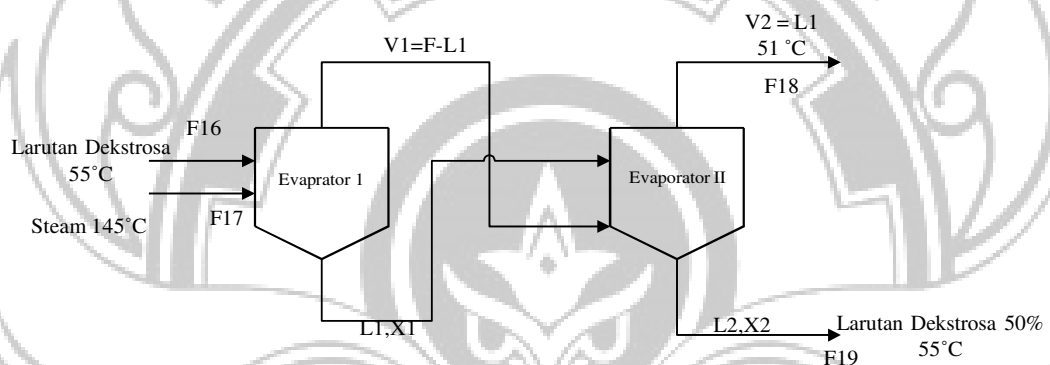 V2 = L1
51 ˚C
V1=F-L1
F18
F16
Larutan Dekstrosa
55˚C
Evaprator 1
Evaporator II
Steam 145˚C
F17
L1,X1
L2,X2
Larutan Dekstrosa 50%
55˚C
F19